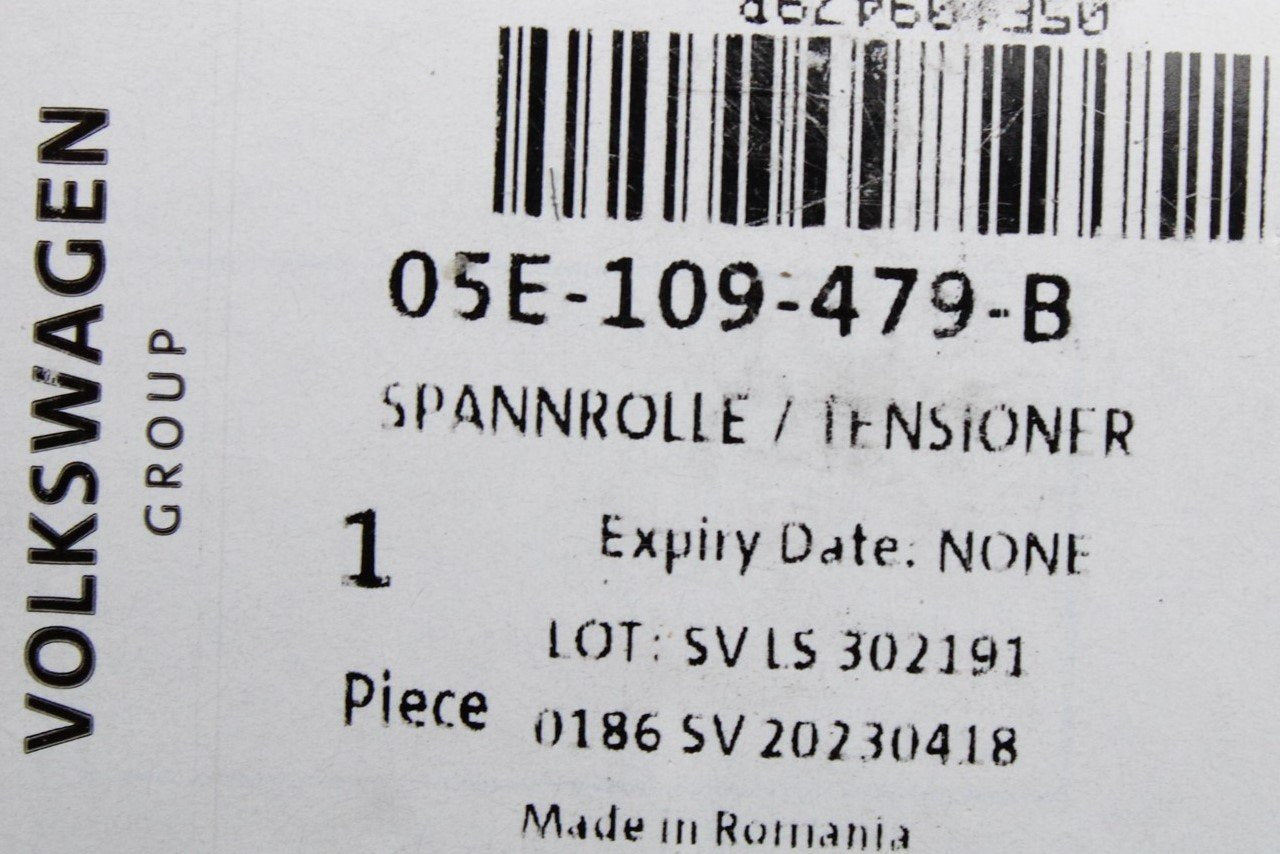 05E109479B
05E-109-479-B
SPANNROLLE / TENSIONER
1
Piece
Expiry Date: NONE
LOT: SV LS 302191
0186 SV 20230418
Made in Romania
VOLKSWAGEN
GROUP